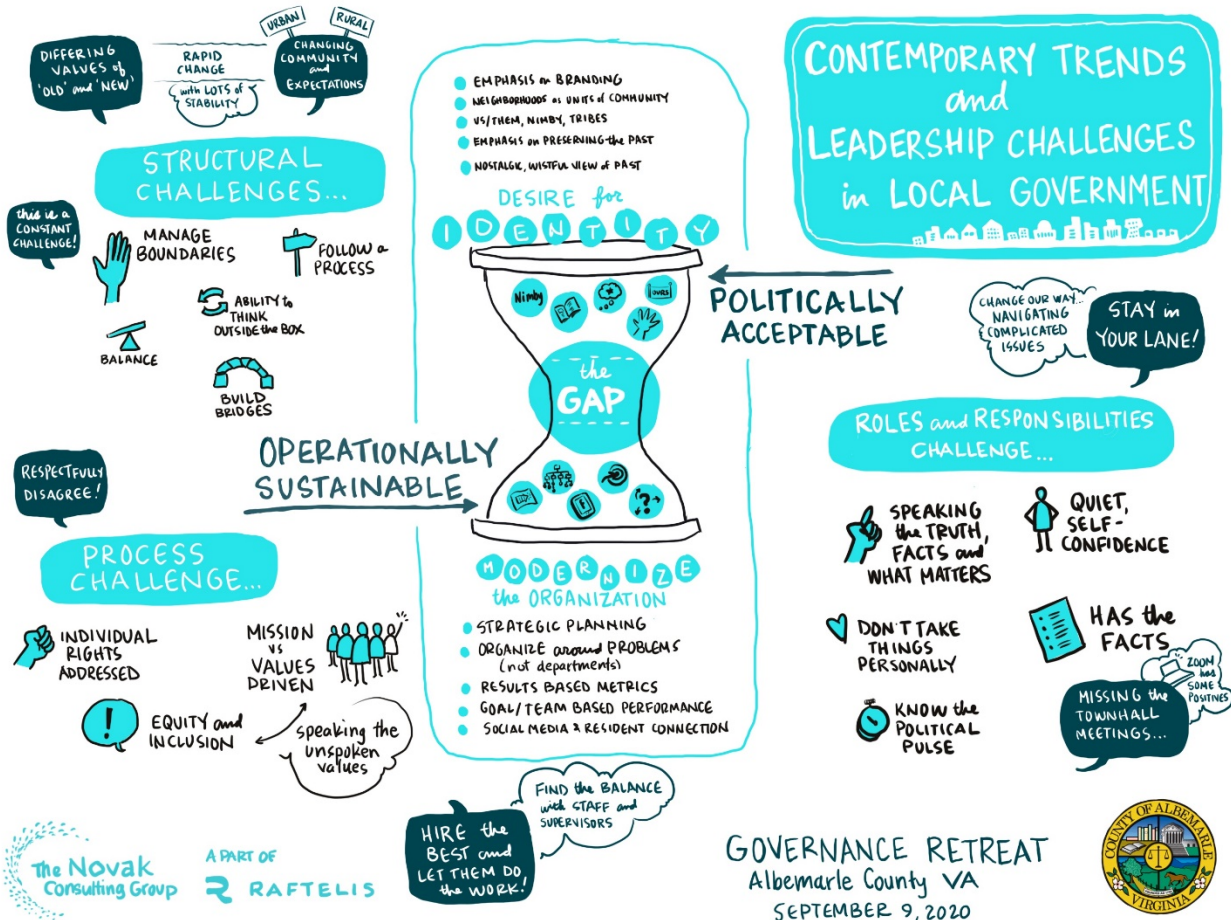 CONTEMPORARY TRENDS
and
LEADERSHIP CHALLENGES
in LOCAL GOVERNMENT
DIFFERING
VALUES of
'OLD' and 'NEW'
RAPID
CHANGE
with LOTS of
STABILITY
URBAN
RURAL
CHANGING
COMMUNITY
and
EXPECTATIONS
STRUCTURAL
CHALLENGES...
this is a
CONSTANT
CHALLENGE!
MANAGE
BOUNDARIES
FOLLOW a
PROCESS
ABILITY to
THINK
OUTSIDE the BOX
BALANCE
BUILD
BRIDGES
RESPECTFULLY
DISAGREE!
PROCESS
CHALLENGE...
INDIVIDUAL
RIGHTS
ADDRESSED
MISSION
vs
VALUES
DRIVEN
EQUITY and
INCLUSION
speaking the
unspoken
values
EMPHASIS on BRANDING
NEIGHBORHOODS as UNITS of COMMUNITY
US/THEM, NIMBY, TRIBES
EMPHASIS on PRESERVING the PAST
NOSTALGIC, WISTFUL VIEW of PAST
DESIRE for
IDENTITY
Nimby
OURS
POLITICALLY
ACCEPTABLE
the
GAP
OPERATIONALLY
SUSTAINABLE
MODERNIZE
the ORGANIZATION
STRATEGIC PLANNING
ORGANIZE around PROBLEMS
(not departments)
RESULTS BASED METRICS
GOAL/TEAM BASED PERFORMANCE
SOCIAL MEDIA & RESIDENT CONNECTION
HIRE the
BEST and
LET THEM DO
the WORK!
FIND the BALANCE
with STAFF and
SUPERVISORS
CHANGE OUR WAY...
NAVIGATING
COMPLICATED
ISSUES
STAY in
YOUR LANE!
ROLES and RESPONSIBILITIES
CHALLENGE...
SPEAKING
the TRUTH,
FACTS and
WHAT MATTERS
QUIET,
SELF-
CONFIDENCE
DON'T TAKE
THINGS
PERSONALLY
HAS the
FACTS
KNOW the
POLITICAL
PULSE
ZOOM
has
SOME
POSITIVES
MISSING the
TOWNHALL
MEETINGS...
The Novak
Consulting Group
A PART OF
RAFTELIS
GOVERNANCE RETREAT
Albemarle County VA
SEPTEMBER 9, 2020
COUNTY OF ALBEMARLE
VIRGINIA